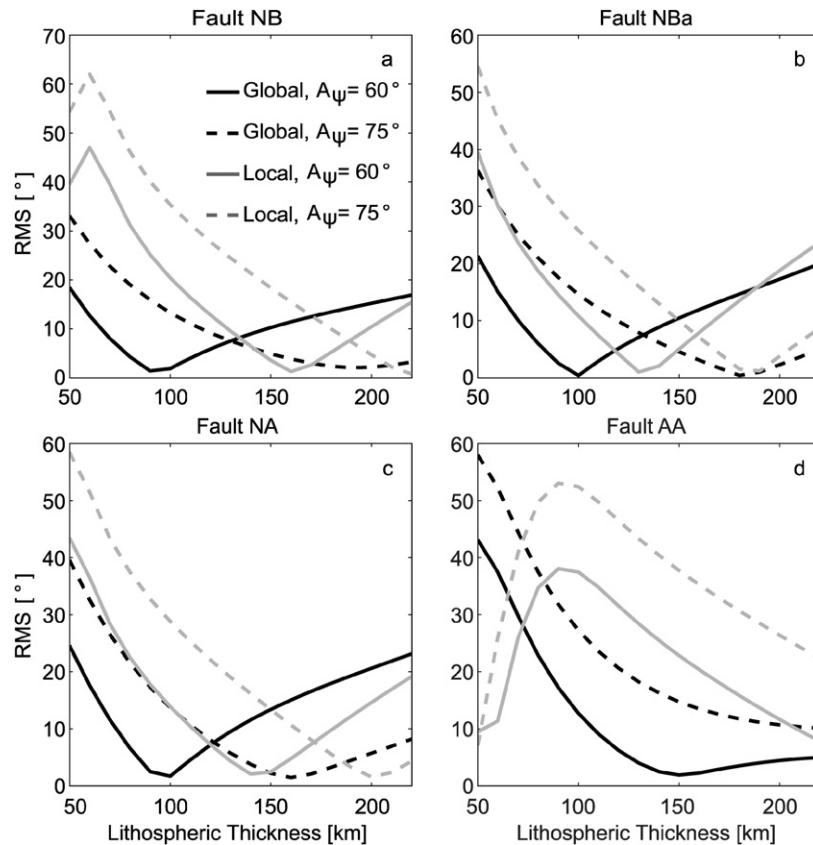 Fault NB
Fault NBa
70
60
50
40
30
20
10
0
RMS [ ° ]
a
Global, Aψ= 60°
Global, Aψ= 75°
Local, Aψ= 60°
Local, Aψ= 75°
50 100 150 200
60
50
40
30
20
10
0
b
50 100 150 200
Fault NA
Fault AA
60
50
40
30
20
10
0
RMS [ ° ]
c
50 100 150 200
Lithospheric Thickness [km]
60
50
40
30
20
10
0
d
50 100 150 200
Lithospheric Thickness [km]